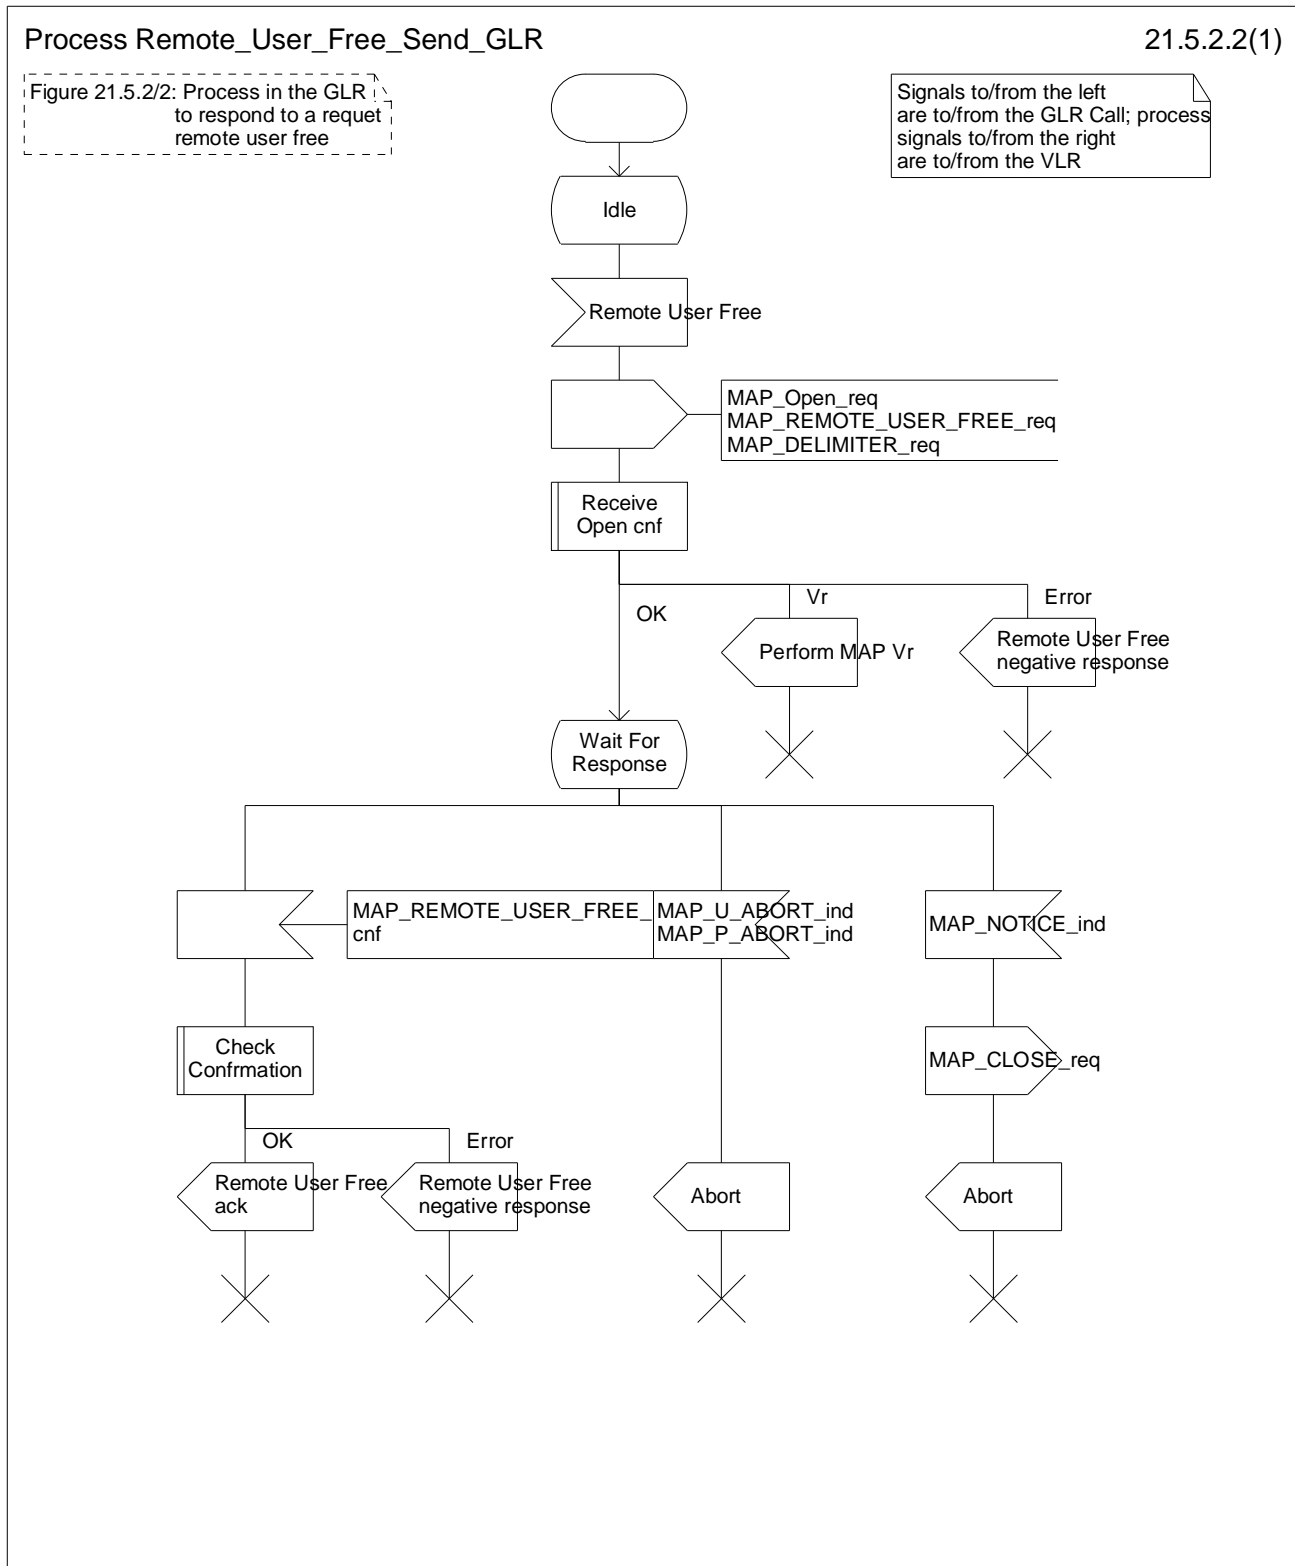 Process Remote_User_Free_Send_GLR
21.5.2.2(1)
Figure 21.5.2/2: Process in the GLR
to respond to a requet
remote user free
Signals to/from the left
are to/from the GLR Call; process
signals to/from the right
are to/from the VLR
Idle
Remote User Free
MAP_Open_req
MAP_REMOTE_USER_FREE_req
MAP_DELIMITER_req
Receive
Open cnf
OK
Vr
Error
Perform MAP Vr
Remote User Free
negative response
Wait For
Response
MAP_REMOTE_USER_FREE_
cnf
MAP_U_ABORT_ind
MAP_P_ABORT_ind
MAP_NOTICE_ind
Check
Confrmation
MAP_CLOSE_req
OK
Error
Remote User Free
ack
Remote User Free
negative response
Abort
Abort